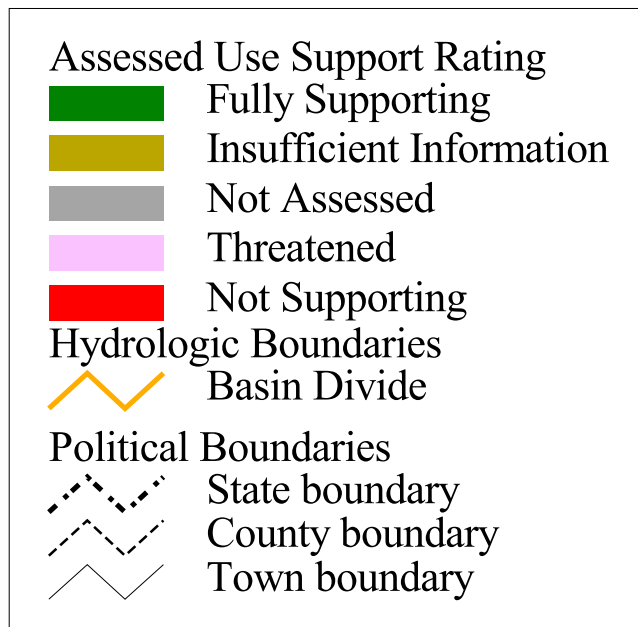 Assessed Use Support Rating
Fully Supporting
Insufficient Information
Not Assessed
Threatened
Not Supporting
Hydrologic Boundaries
Basin Divide
Political Boundaries
State boundary
County boundary
Town boundary